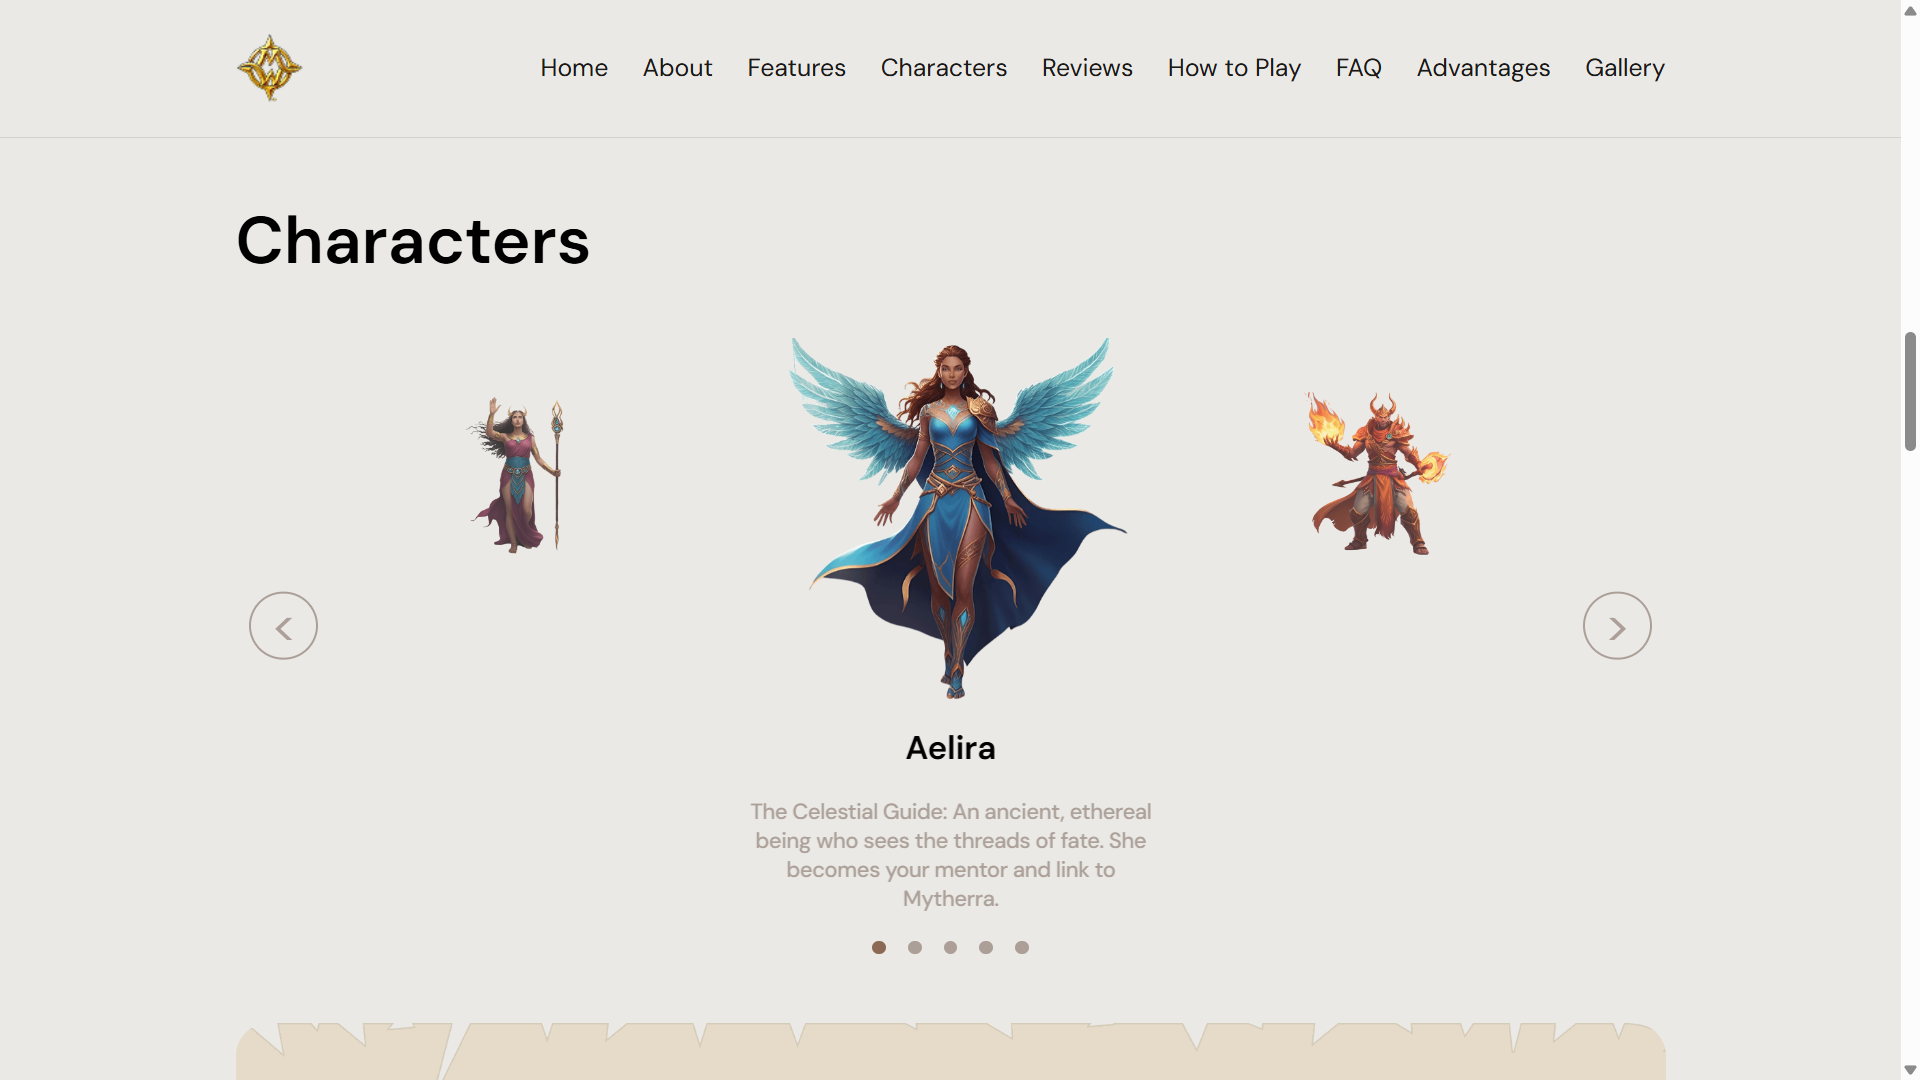 Home About Features Characters Reviews How to Play FAQ Advantages Gallery
Characters
Aelira
The Celestial Guide: An ancient, ethereal
being who sees the threads of fate. She
becomes your mentor and link to
Mytherra.